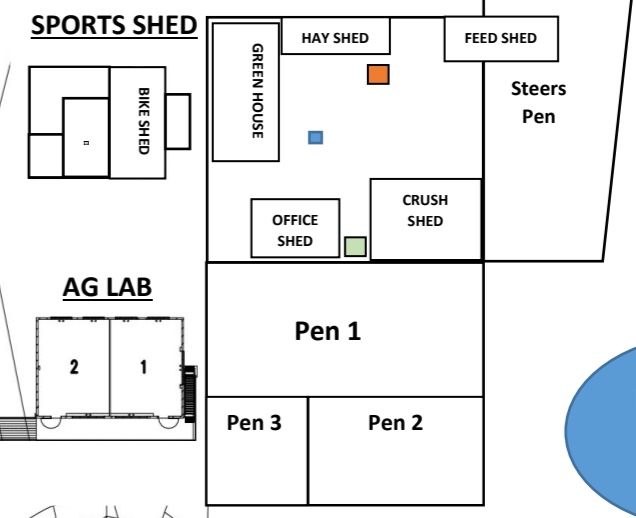 SPORTS SHED
BIKE SHED
GREEN HOUSE
HAY SHED
FEED SHED
Steers
Pen
OFFICE
SHED
CRUSH
SHED
AG LAB
2
1
Pen 1
Pen 3
Pen 2